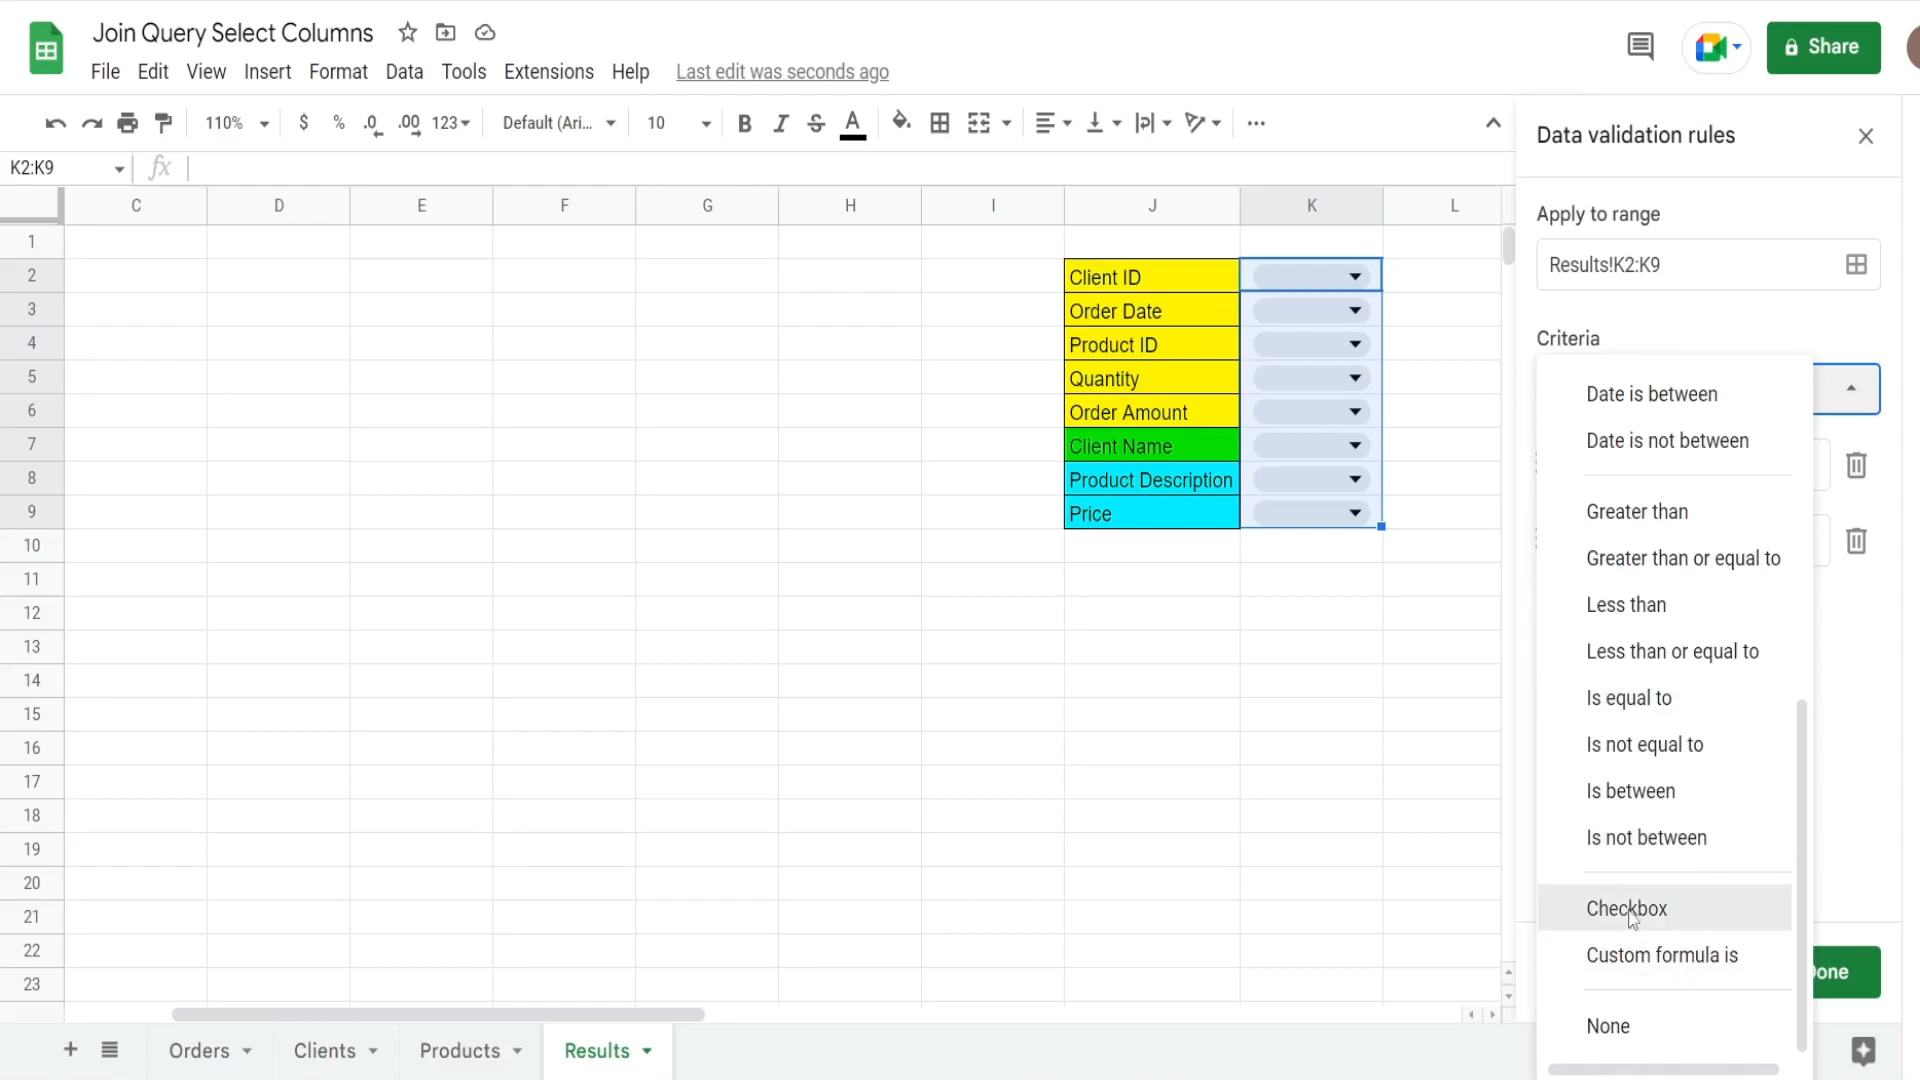 Join Query Select Columns
File Edit View Insert Format Data Tools Extensions Help Last edit was seconds ago
Share
110% $ % .0 .00 123 Default (Ari... 10 B I S A
K2:K9 fx
C D E F G H I J K L
1
2 Client ID
3 Order Date
4 Product ID
5 Quantity
6 Order Amount
7 Client Name
8 Product Description
9 Price
10
11
12
13
14
15
16
17
18
19
20
21
22
23
Data validation rules
Apply to range
Results!K2:K9
Criteria
Date is between
Date is not between
Greater than
Greater than or equal to
Less than
Less than or equal to
Is equal to
Is not equal to
Is between
Is not between
Checkbox
Custom formula is
None
Done
Orders Clients Products Results